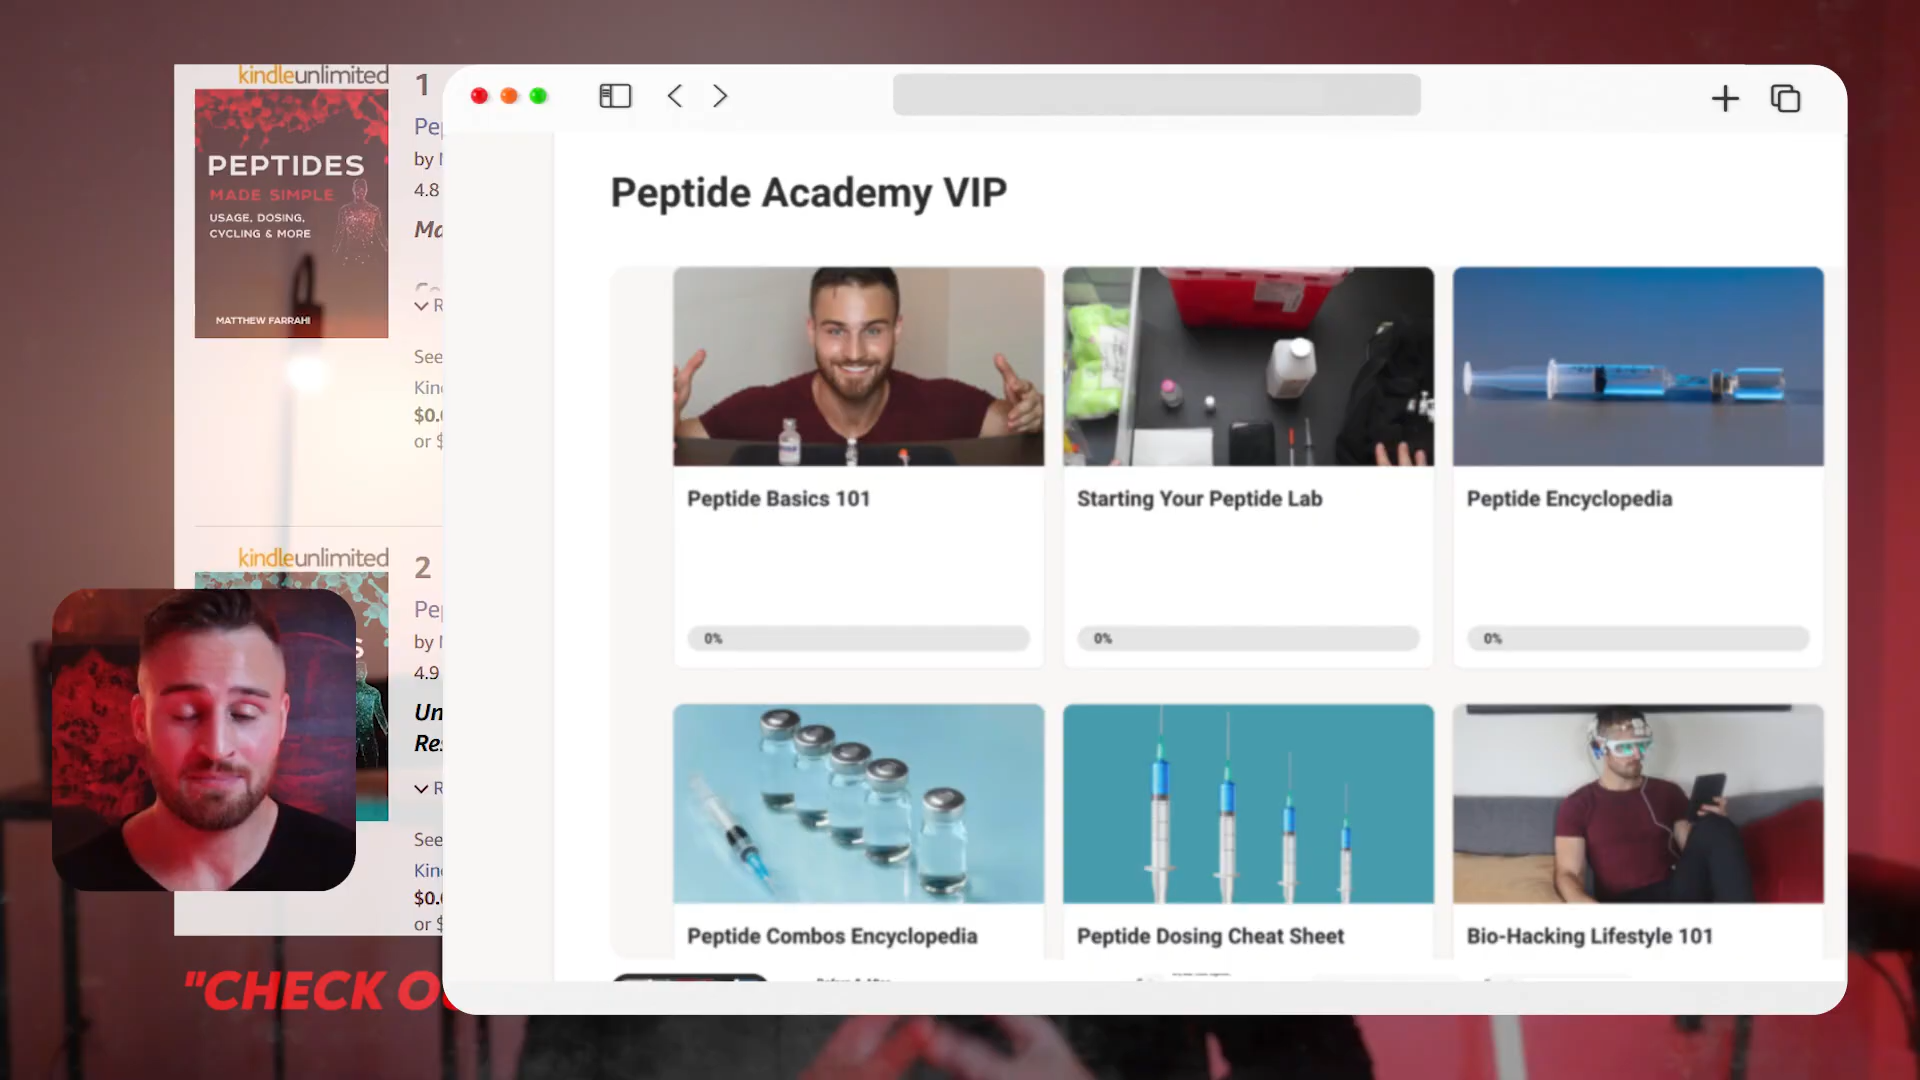 kindleunlimited
PEPTIDES
MADE SIMPLE
USAGE, DOSING,
CYCLING & MORE
MATTHEW FARRAHI
1
by
4.8
See
kindleunlimited
2
by
4.9
See
or $
"CHECK
Peptide Academy VIP
Peptide Basics 101
0%
Starting Your Peptide Lab
0%
Peptide Encyclopedia
0%
Peptide Combos Encyclopedia
Peptide Dosing Cheat Sheet
Bio-Hacking Lifestyle 101